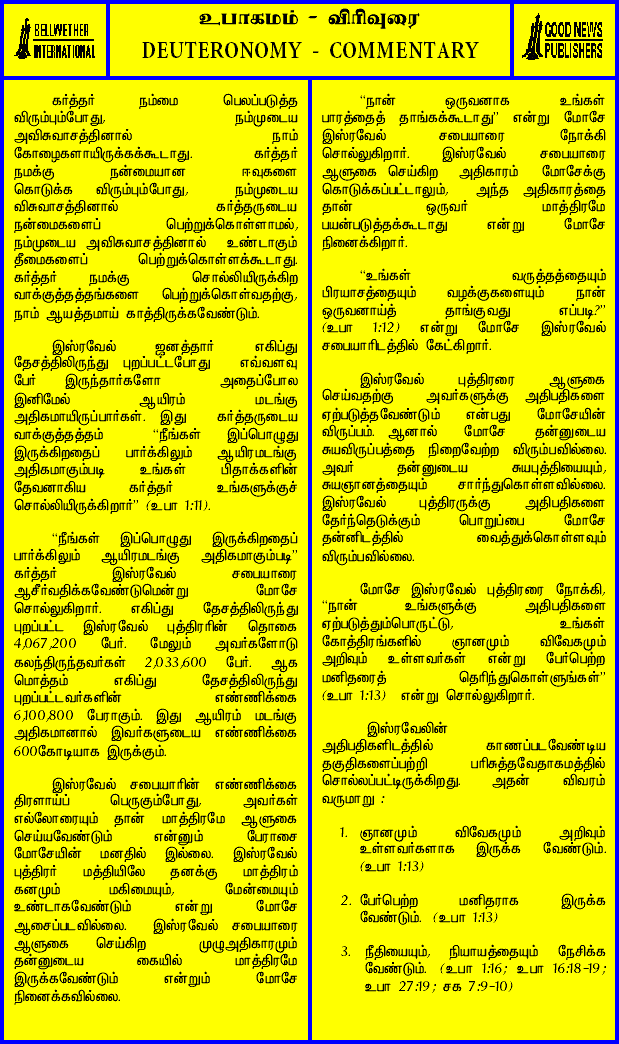 BELLWETHER
INTERNATIONAL
உபாகமம் - விரிவுரை
DEUTERONOMY - COMMENTARY
GOOD NEWS
PUBLISHERS
கர்த்தர் நம்மை பெலப்படுத்த
விரும்பும்போது, நம்முடைய
அவிசுவாசத்தினால் நாம்
கோழைகளாயிருக்கக்கூடாது. கர்த்தர்
நமக்கு நன்மையான ஈவுகளை
கொடுக்க விரும்பும்போது, நம்முடைய
விசுவாசத்தினால் கர்த்தருடைய
நன்மைகளைப் பெற்றுக்கொள்ளாமல்,
நம்முடைய அவிசுவாசத்தினால் உண்டாகும்
தீமைகளைப் பெற்றுக்கொள்ளக்கூடாது.
கர்த்தர் நமக்கு சொல்லியிருக்கிற
வாக்குத்தத்தங்களை பெற்றுக்கொள்வதற்கு,
நாம் ஆயத்தமாய் காத்திருக்கவேண்டும்.
இஸ்ரவேல் ஜனத்தார் எகிப்து
தேசத்திலிருந்து புறப்பட்டபோது எவ்வளவு
பேர் இருந்தார்களோ அதைப்போல
இனிமேல் ஆயிரம் மடங்கு
அதிகமாயிருப்பார்கள். இது கர்த்தருடைய
வாக்குத்தத்தம் “நீங்கள் இப்பொழுது
இருக்கிறதைப் பார்க்கிலும் ஆயிரமடங்கு
அதிகமாகும்படி உங்கள் பிதாக்களின்
தேவனாகிய கர்த்தர் உங்களுக்குச்
சொல்லியிருக்கிறார்” (உபா 1:11).
“நீங்கள் இப்பொழுது இருக்கிறதைப்
பார்க்கிலும் ஆயிரமடங்கு அதிகமாகும்படி”
கர்த்தர் இஸ்ரவேல் சபையாரை
ஆசீர்வதிக்கவேண்டுமென்று மோசே
சொல்லுகிறார். எகிப்து தேசத்திலிருந்து
புறப்பட்ட இஸ்ரவேல் புத்திரரின் தொகை
4,067,200 பேர். மேலும் அவர்களோடு
கலந்திருந்தவர்கள் 2,033,600 பேர். ஆக
மொத்தம் எகிப்து தேசத்திலிருந்து
புறப்பட்டவர்களின் எண்ணிக்கை
6,100,800 பேராகும். இது ஆயிரம் மடங்கு
அதிகமானால் இவர்களுடைய எண்ணிக்கை
600கோடியாக இருக்கும்.
இஸ்ரவேல் சபையாரின் எண்ணிக்கை
திரளாய்ப் பெருகும்போது, அவர்கள்
எல்லோரையும் தான் மாத்திரமே ஆளுகை
செய்யவேண்டும் என்னும் பேராசை
மோசேயின் மனதில் இல்லை. இஸ்ரவேல்
புத்திரர் மத்தியிலே தனக்கு மாத்திரம்
கனமும் மகிமையும், மேன்மையும்
உண்டாகவேண்டும் என்று மோசே
ஆசைப்படவில்லை. இஸ்ரவேல் சபையாரை
ஆளுகை செய்கிற முழுஅதிகாரமும்
தன்னுடைய கையில் மாத்திரமே
இருக்கவேண்டும் என்றும் மோசே
நினைக்கவில்லை.
“நான் ஒருவனாக உங்கள்
பாரத்தைத் தாங்கக்கூடாது” என்று மோசே
இஸ்ரவேல் சபையாரை நோக்கி
சொல்லுகிறார். இஸ்ரவேல் சபையாரை
ஆளுகை செய்கிற அதிகாரம் மோசேக்கு
கொடுக்கப்பட்டாலும், அந்த அதிகாரத்தை
தான் ஒருவர் மாத்திரமே
பயன்படுத்தக்கூடாது என்று மோசே
நினைக்கிறார்.
“உங்கள் வருத்தத்தையும்
பிரயாசத்தையும் வழக்குகளையும் நான்
ஒருவனாய்த் தாங்குவது எப்படி?”
(உபா 1:12) என்று மோசே இஸ்ரவேல்
சபையாரிடத்தில் கேட்கிறார்.
இஸ்ரவேல் புத்திரரை ஆளுகை
செய்வதற்கு அவர்களுக்கு அதிபதிகளை
ஏற்படுத்தவேண்டும் என்பது மோசேயின்
விருப்பம். ஆனால் மோசே தன்னுடைய
சுயவிருப்பத்தை நிறைவேற்ற விரும்பவில்லை.
அவர் தன்னுடைய சுயபுத்தியையும்,
சுயஞானத்தையும் சார்ந்துகொள்ளவில்லை.
இஸ்ரவேல் புத்திரருக்கு அதிபதிகளை
தேர்ந்தெடுக்கும் பொறுப்பை மோசே
தன்னிடத்தில் வைத்துக்கொள்ளவும்
விரும்பவில்லை.
மோசே இஸ்ரவேல் புத்திரரை நோக்கி,
“நான் உங்களுக்கு அதிபதிகளை
ஏற்படுத்தும்பொருட்டு, உங்கள்
கோத்திரங்களில் ஞானமும் விவேகமும்
அறிவும் உள்ளவர்கள் என்று பேர்பெற்ற
மனிதரைத் தெரிந்துகொள்ளுங்கள்”
(உபா 1:13) என்று சொல்லுகிறார்.
இஸ்ரவேலின்
அதிபதிகளிடத்தில் காணப்படவேண்டிய
தகுதிகளைப்பற்றி பரிசுத்தவேதாகமத்தில்
சொல்லப்பட்டிருக்கிறது. அதன் விவரம்
வருமாறு :
1. ஞானமும் விவேகமும் அறிவும்
உள்ளவர்களாக இருக்க வேண்டும்.
(உபா 1:13)
2. பேர்பெற்ற மனிதராக இருக்க
வேண்டும். (உபா 1:13)
3. நீதியையும், நியாயத்தையும் நேசிக்க
வேண்டும். (உபா 1:16; உபா 16:18-19;
உபா 27:19; சக 7:9-10)